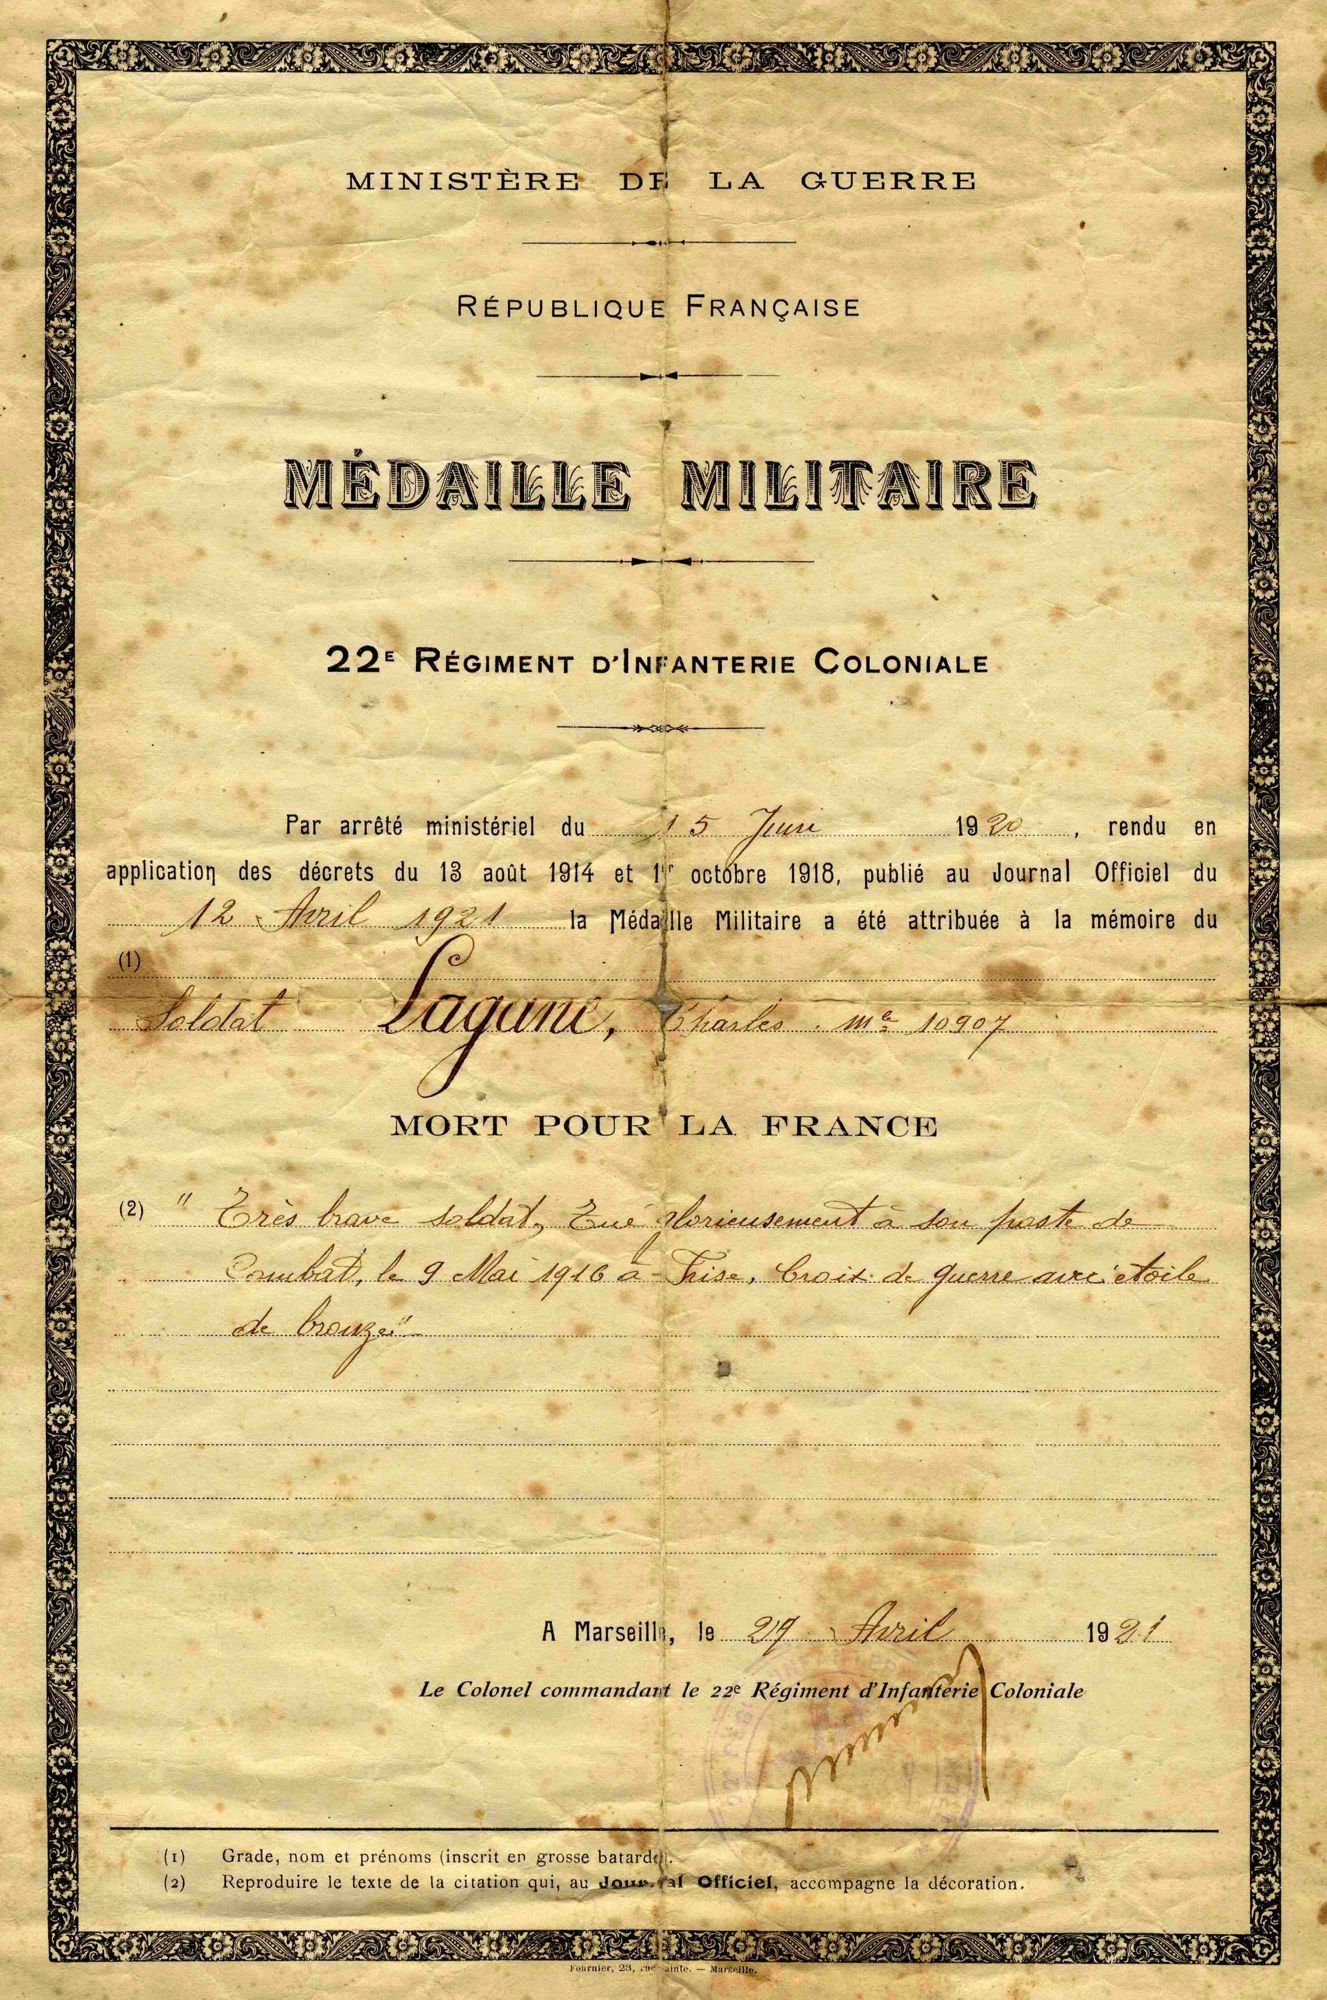 MINISTÈRE DE LA GUERRE
RÉPUBLIQUE FRANÇAISE
MÉDAILLE MILITAIRE
22E RÉGIMENT D'INFANTERIE COLONIALE
Par arrêté ministériel du 15 Juin 1920, rendu en
application des décrets du 13 août 1914 et 1er octobre 1918, publié au Journal Officiel du
12 Avril 1921 la Médaille Militaire a été attribuée à la mémoire du
(1)
Soldat Lagane, Charles. Mle 10907
MORT POUR LA FRANCE
(2) " Très brave soldat, Tué glorieusement à son poste de
Combat, le 9 Mai 1916 à Frise, Croix de guerre avec étoile
de bronze"
A Marseille, le 29 Avril 1921
Le Colonel commandant le 22e Régiment d'Infanterie Coloniale
(1) Grade, nom et prénoms (inscrit en grosse batarde).
(2) Reproduire le texte de la citation qui, au Journal Officiel, accompagne la décoration.
Fournier, 23, rue Sainte. — Marseille.